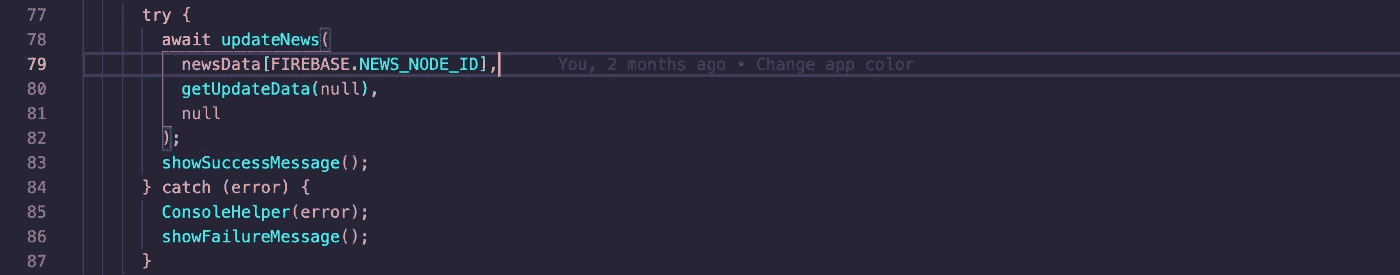 77 try {
78 await updateNews(
79 newsData[FIREBASE.NEWS_NODE_ID], You, 2 months ago • Change app color
80 getUpdateData(null),
81 null
82 );
83 showSuccessMessage();
84 } catch (error) {
85 ConsoleHelper(error);
86 showFailureMessage();
87 }